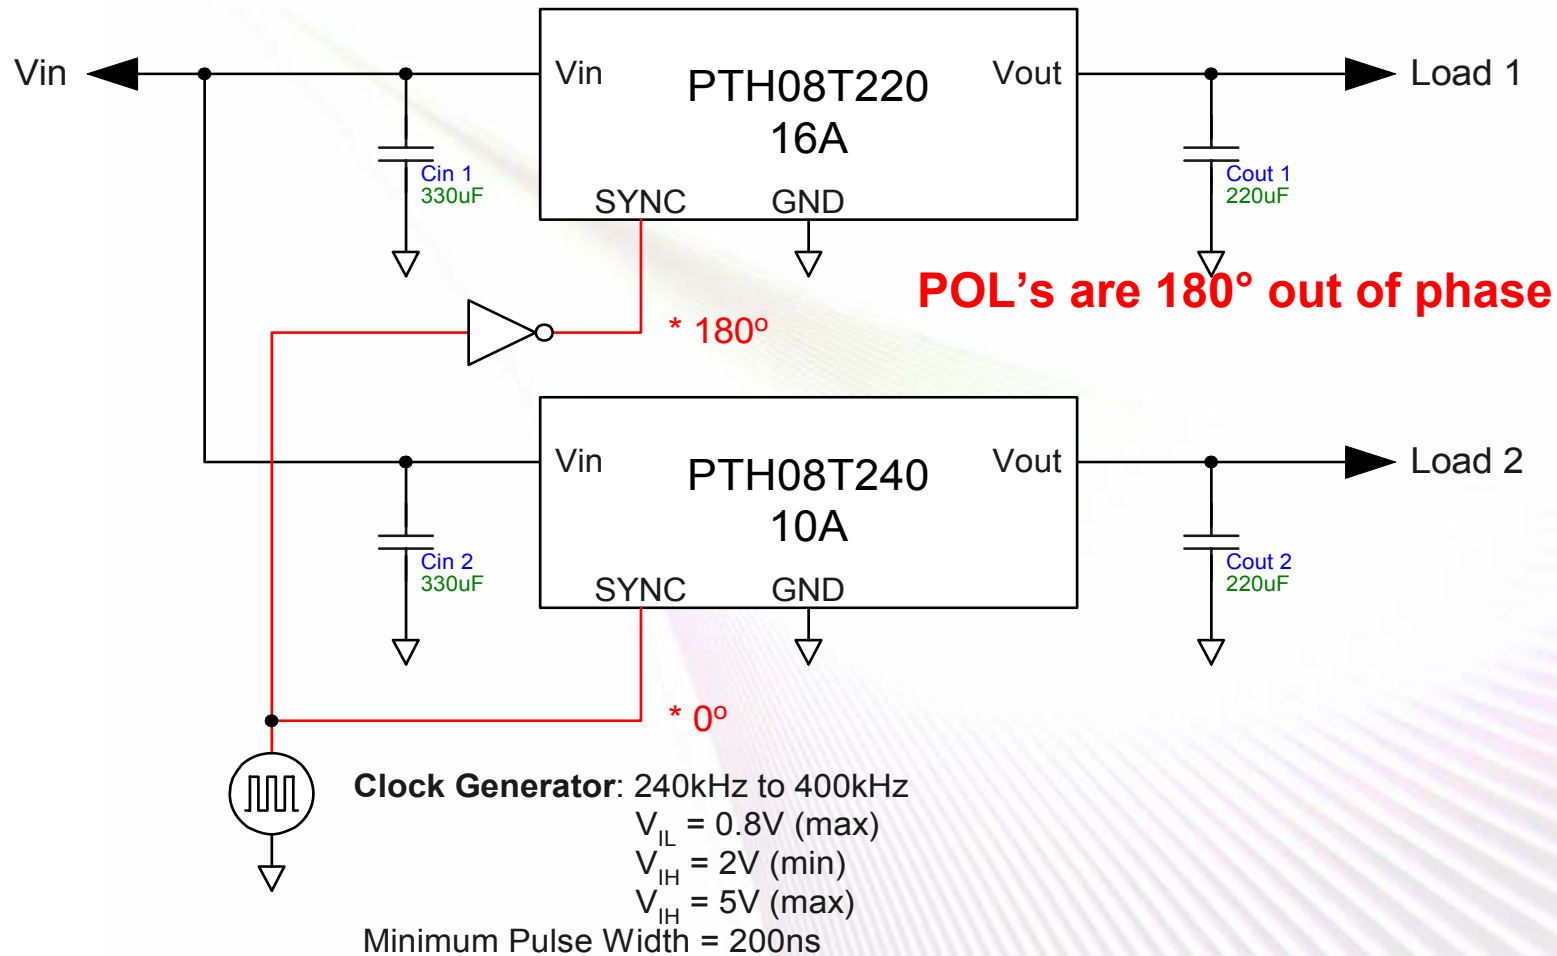 Vin
Vin
PTH08T220
16A
Vout
Load 1
Cin 1
330uF
SYNC
GND
Cout 1
220uF
POL’s are 180° out of phase
* 180º
Vin
PTH08T240
10A
Vout
Load 2
Cin 2
330uF
SYNC
GND
Cout 2
220uF
* 0º
Clock Generator: 240kHz to 400kHz
VIL = 0.8V (max)
VIH = 2V (min)
VIH = 5V (max)
Minimum Pulse Width = 200ns